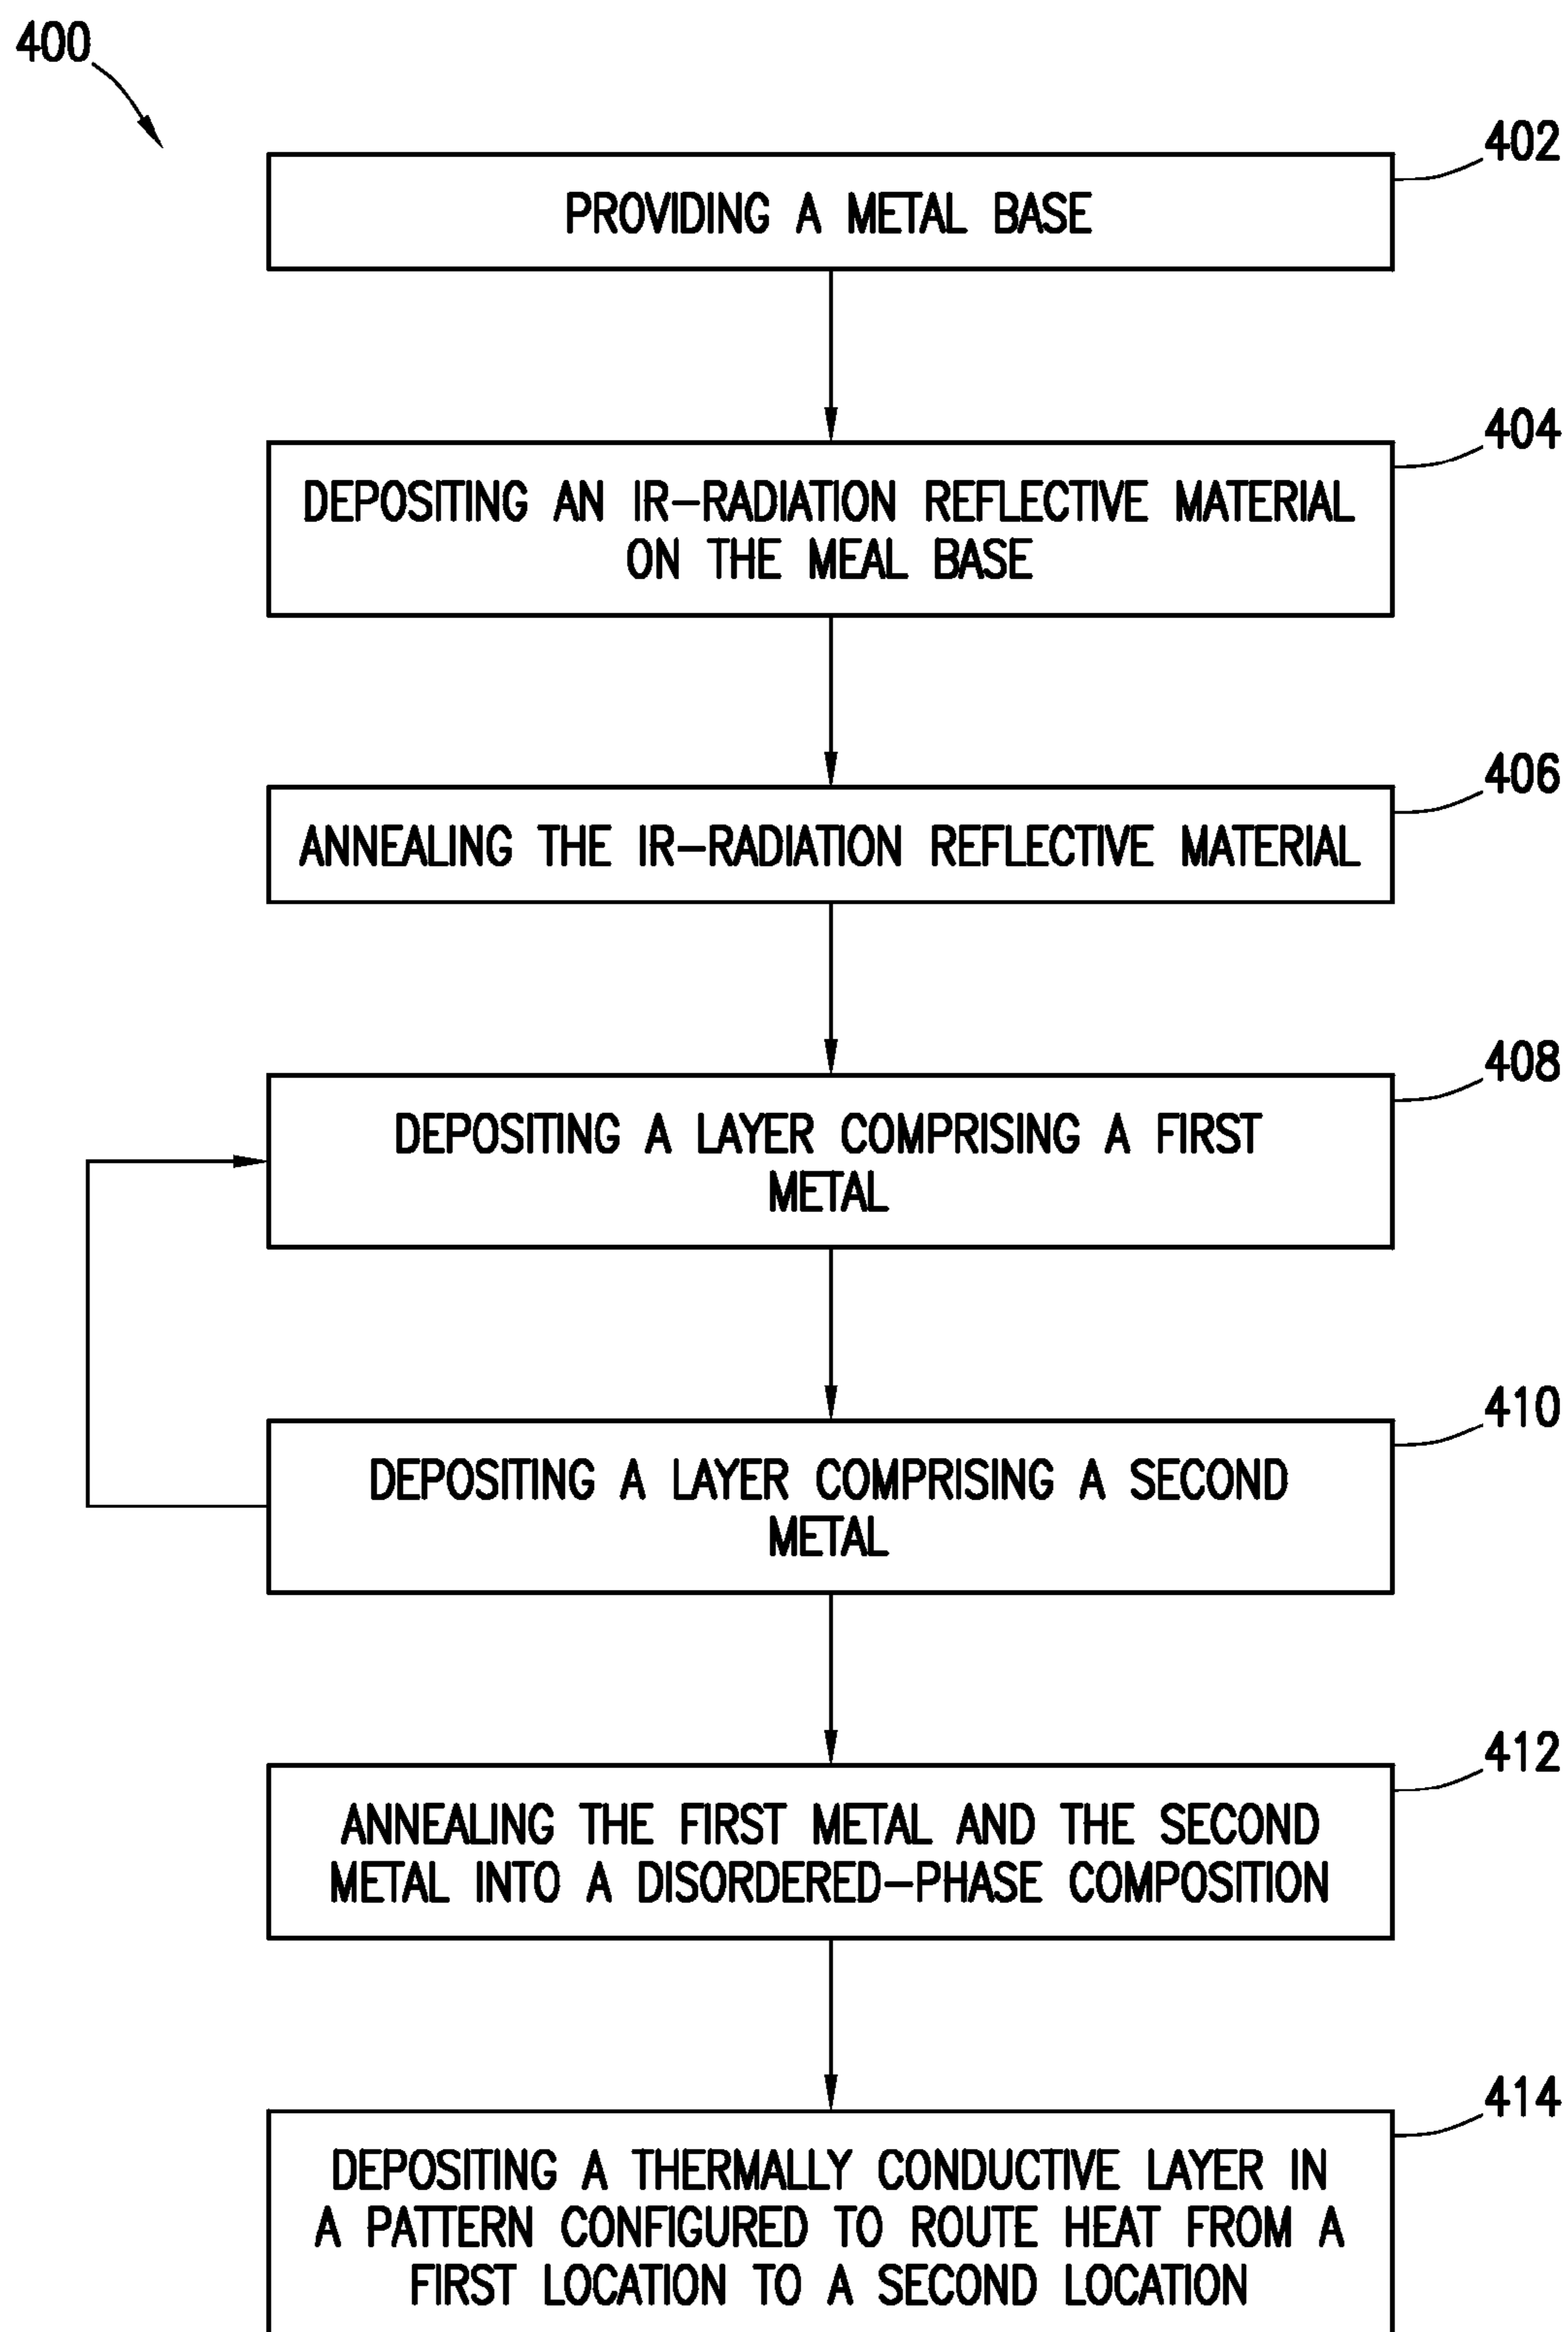 400
402
PROVIDING A METAL BASE
404
DEPOSITING AN IR-RADIATION REFLECTIVE MATERIAL
ON THE MEAL BASE
406
ANNEALING THE IR-RADIATION REFLECTIVE MATERIAL
408
DEPOSITING A LAYER COMPRISING A FIRST
METAL
410
DEPOSITING A LAYER COMPRISING A SECOND
METAL
412
ANNEALING THE FIRST METAL AND THE SECOND
METAL INTO A DISORDERED-PHASE COMPOSITION
414
DEPOSITING A THERMALLY CONDUCTIVE LAYER IN
A PATTERN CONFIGURED TO ROUTE HEAT FROM A
FIRST LOCATION TO A SECOND LOCATION